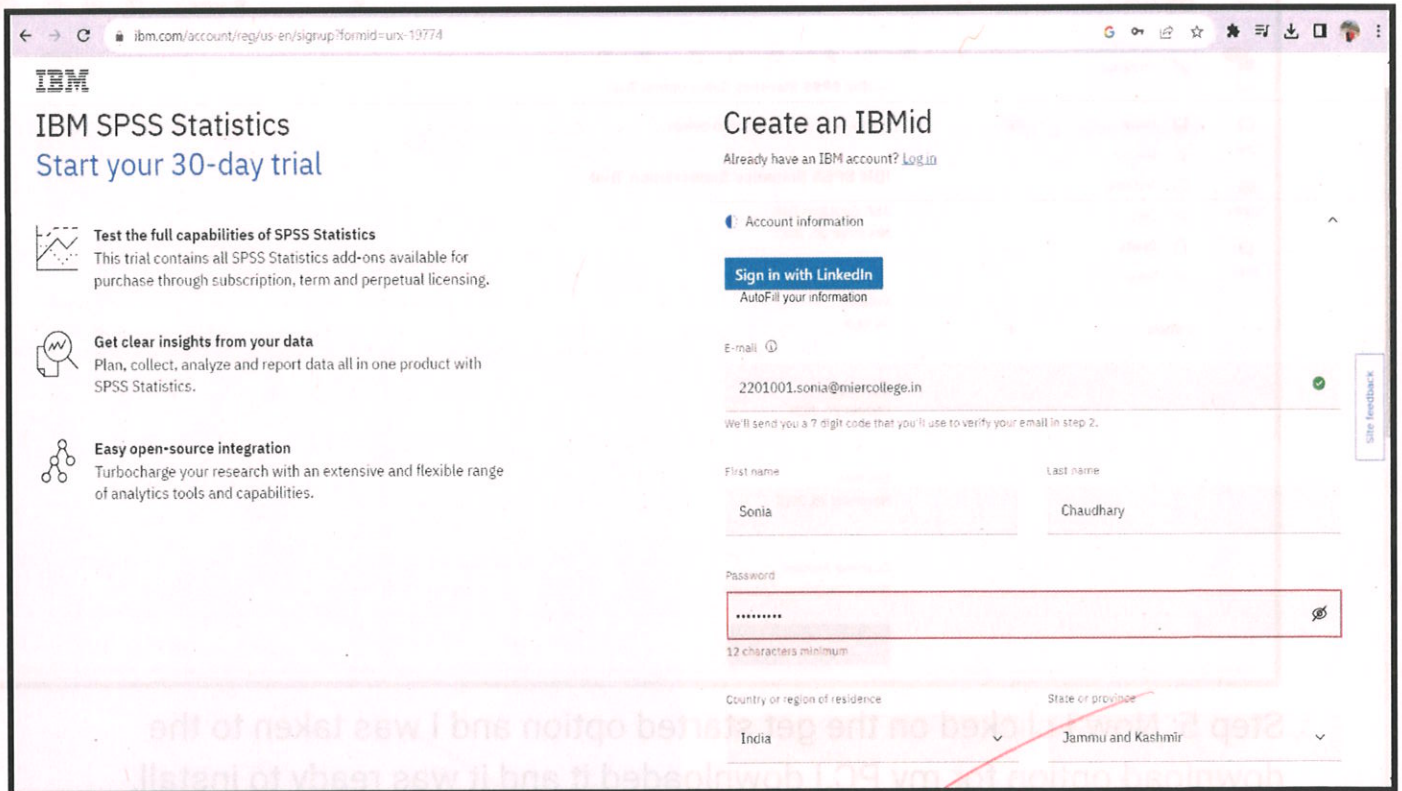 ibm.com/account/reg/us-en/signup?formid=urx-19774
IBM
IBM SPSS Statistics
Start your 30-day trial
Test the full capabilities of SPSS Statistics
This trial contains all SPSS Statistics add-ons available for
purchase through subscription, term and perpetual licensing.
Get clear insights from your data
Plan, collect, analyze and report data all in one product with
SPSS Statistics.
Easy open-source integration
Turbocharge your research with an extensive and flexible range
of analytics tools and capabilities.
Create an IBMid
Already have an IBM account? Log in
Account information
Sign in with LinkedIn
AutoFill your information
E-mail
2201001.sonia@miercollege.in
We'll send you a 7 digit code that you'll use to verify your email in step 2.
First name Last name
Sonia Chaudhary
Password
•••••••••
12 characters minimum
Country or region of residence State or province
India Jammu and Kashmir
Site feedback
Step 5: Now I clicked on the get started option and I was taken to the
download option for my PC I downloaded it and it was ready to install.